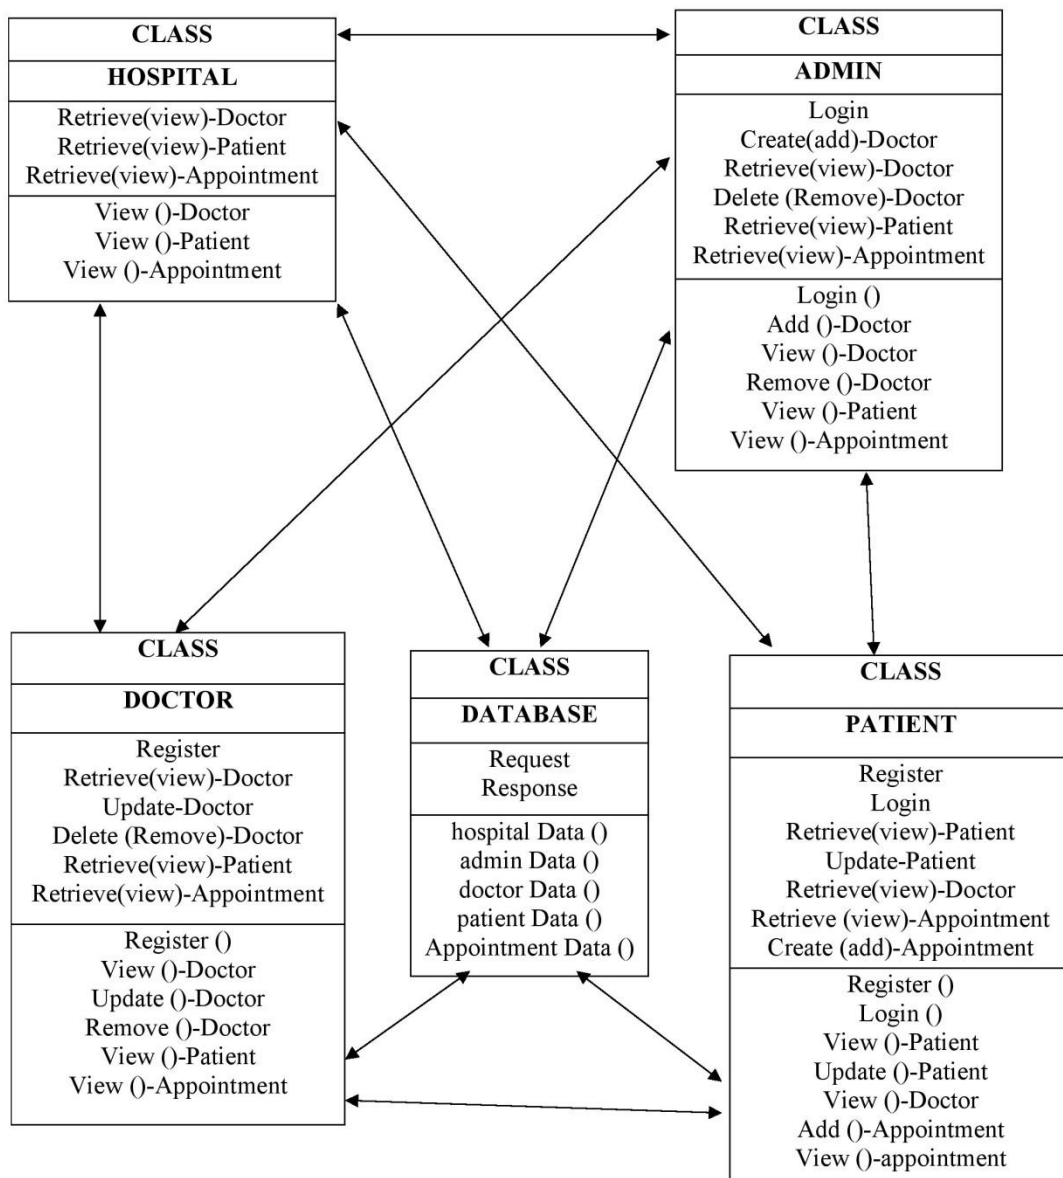 CLASS
HOSPITAL
Retrieve(view)-Doctor
Retrieve(view)-Patient
Retrieve(view)-Appointment
View ()-Doctor
View ()-Patient
View ()-Appointment
CLASS
ADMIN
Login
Create(add)-Doctor
Retrieve(view)-Doctor
Delete (Remove)-Doctor
Retrieve(view)-Patient
Retrieve(view)-Appointment
Login ()
Add ()-Doctor
View ()-Doctor
Remove ()-Doctor
View ()-Patient
View ()-Appointment
CLASS
DOCTOR
Register
Retrieve(view)-Doctor
Update-Doctor
Delete (Remove)-Doctor
Retrieve(view)-Patient
Retrieve(view)-Appointment
Register ()
View ()-Doctor
Update ()-Doctor
Remove ()-Doctor
View ()-Patient
View ()-Appointment
CLASS
DATABASE
Request
Response
hospital Data ()
admin Data ()
doctor Data ()
patient Data ()
Appointment Data ()
CLASS
PATIENT
Register
Login
Retrieve(view)-Patient
Update-Patient
Retrieve(view)-Doctor
Retrieve (view)-Appointment
Create (add)-Appointment
Register ()
Login ()
View ()-Patient
Update ()-Patient
View ()-Doctor
Add ()-Appointment
View ()-appointment